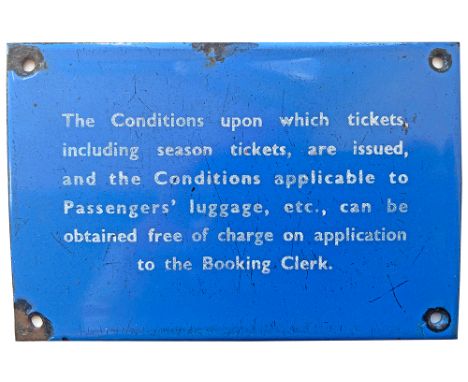 The Conditions upon which tickets,
including season tickets, are issued,
and the Conditions applicable to
Passengers' luggage, etc., can be
obtained free of charge on application
to the Booking Clerk.